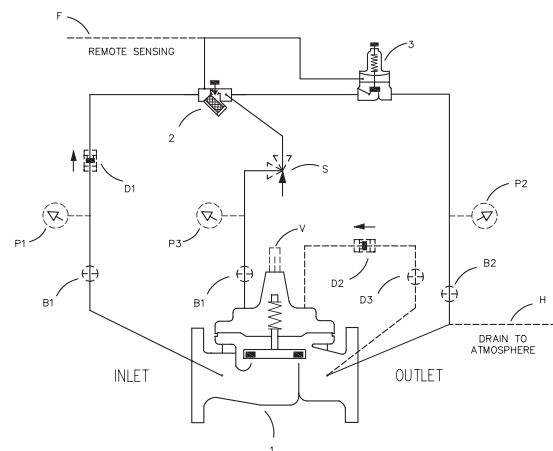 F
REMOTE SENSING
3
2
S
D1
P1
P3
V
P2
D2
D3
B1
B1
B2
H
DRAIN TO
ATMOSPHERE
INLET
OUTLET
1